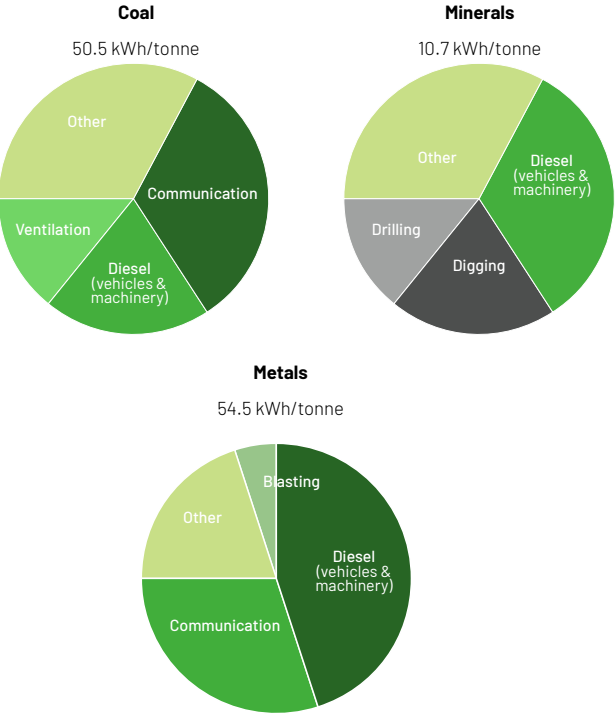 Coal
50.5 kWh/tonne
Other
Communication
Ventilation
Diesel
(vehicles &
machinery)
Minerals
10.7 kWh/tonne
Other
Diesel
(vehicles &
machinery)
Drilling
Digging
Metals
54.5 kWh/tonne
Blasting
Other
Diesel
(vehicles &
machinery)
Communication